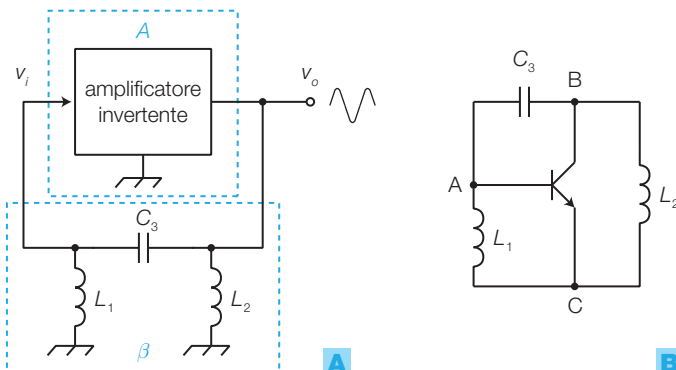 A
v_i
amplificatore
invertente
v_o
C_3
L_1
L_2
β
A
C_3
B
A
L_1
L_2
C
B